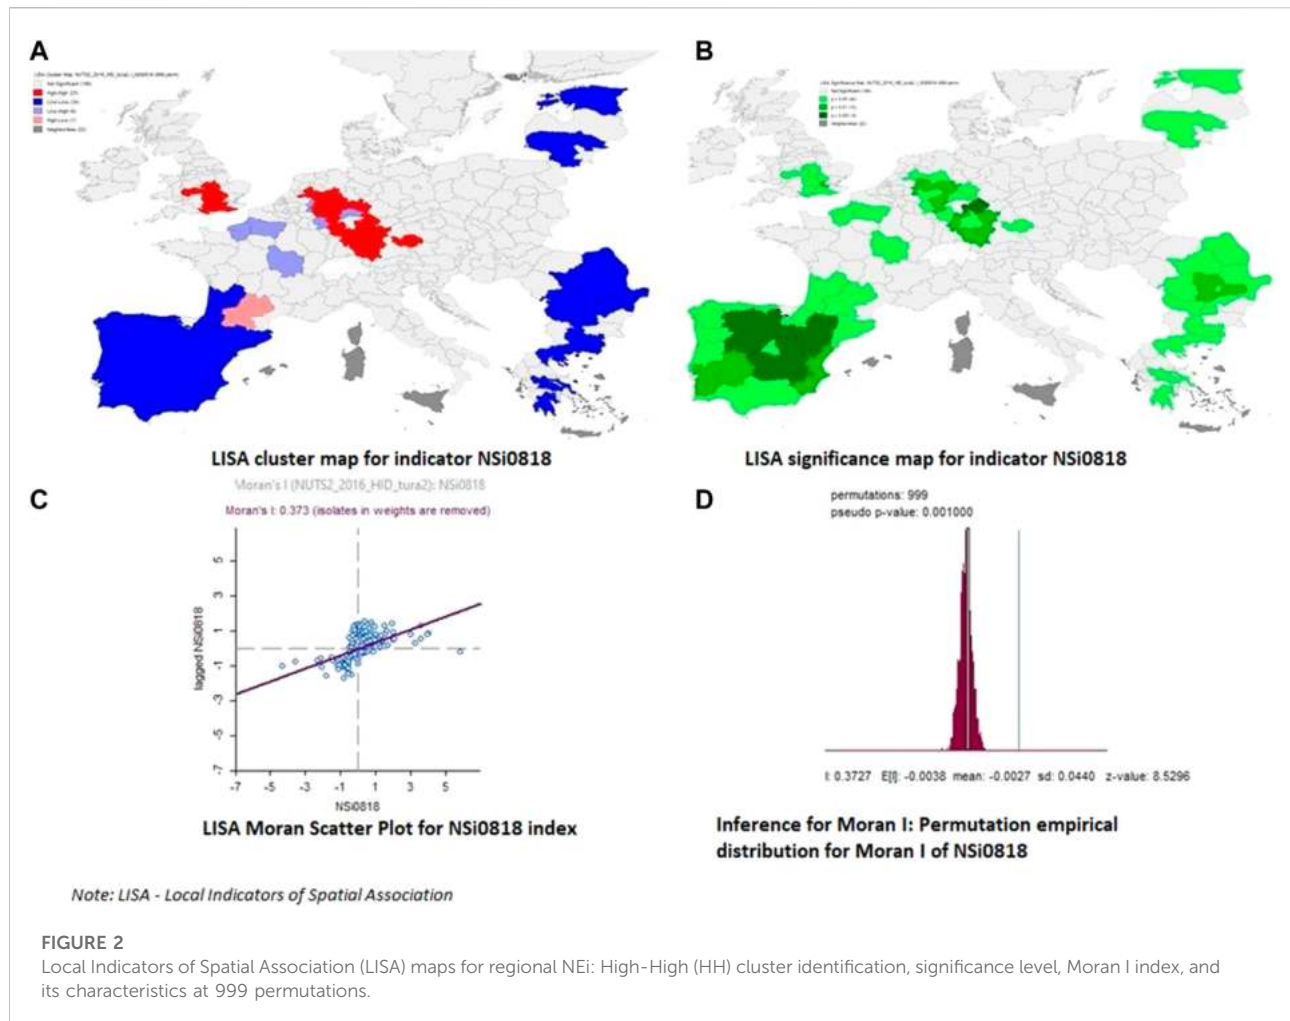 A
B
LISA cluster map for indicator NSi0818
LISA significance map for indicator NSi0818
C
Moran's I (NUTS2_2016_HID_tura2): NSi0818
Moran's I: 0.373 (isolates in weights are removed)
lagged NSi0818
5
3
1
-1
-3
-5
-7
-7 -5 -3 -1 1 3 5
NSi0818
LISA Moran Scatter Plot for NSi0818 index
D
permutations: 999
pseudo p-value: 0.001000
I: 0.3727 E[I]: -0.0038 mean: -0.0027 sd: 0.0440 z-value: 8.5296
Inference for Moran I: Permutation empirical
distribution for Moran I of NSi0818
Note: LISA - Local Indicators of Spatial Association
FIGURE 2
Local Indicators of Spatial Association (LISA) maps for regional NEi: High-High (HH) cluster identification, significance level, Moran I index, and
its characteristics at 999 permutations.